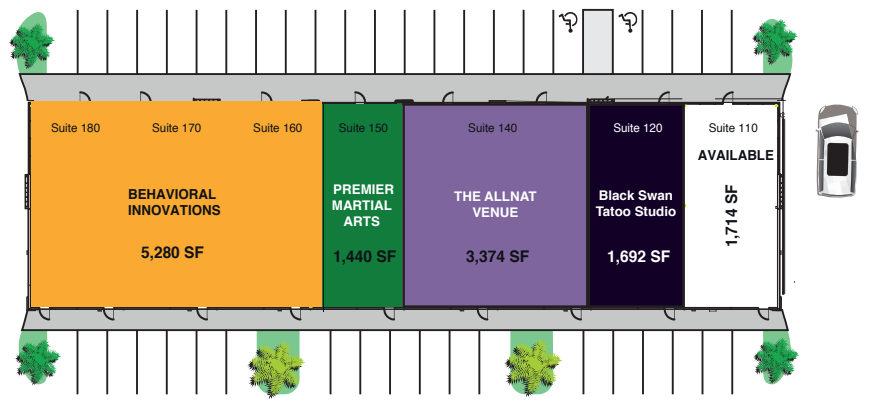 Suite 180
Suite 170
Suite 160
Suite 150
Suite 140
Suite 120
Suite 110
AVAILABLE
BEHAVIORAL
INNOVATIONS
5,280 SF
PREMIER
MARTIAL
ARTS
1,440 SF
THE ALLNAT
VENUE
3,374 SF
Black Swan
Tatoo Studio
1,692 SF
1,714 SF